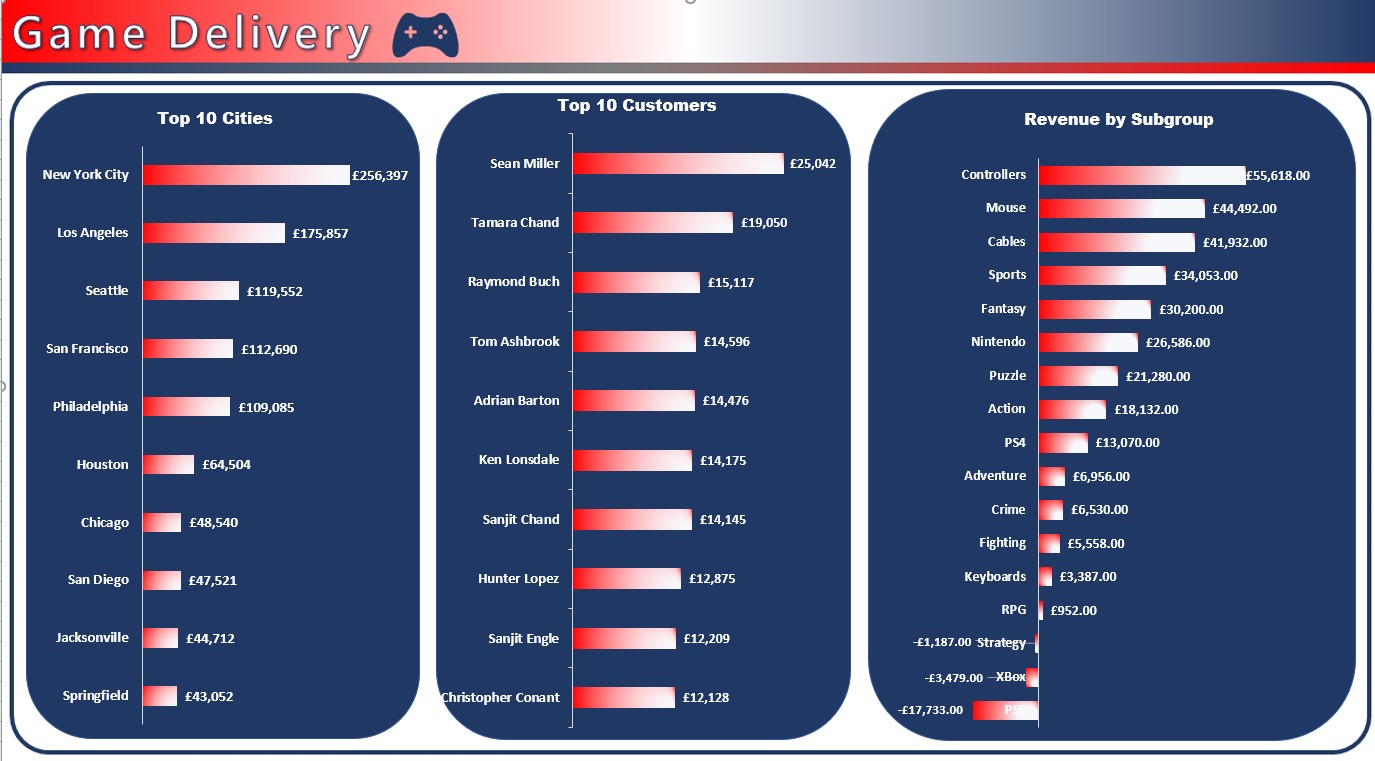 Game Delivery
Top 10 Cities
New York City £256,397
Los Angeles £175,857
Seattle £119,552
San Francisco £112,690
Philadelphia £109,085
Houston £64,504
Chicago £48,540
San Diego £47,521
Jacksonville £44,712
Springfield £43,052
Top 10 Customers
Sean Miller £25,042
Tamara Chand £19,050
Raymond Buch £15,117
Tom Ashbrook £14,596
Adrian Barton £14,476
Ken Lonsdale £14,175
Sanjit Chand £14,145
Hunter Lopez £12,875
Sanjit Engle £12,209
Christopher Conant £12,128
Revenue by Subgroup
Controllers £55,618.00
Mouse £44,492.00
Cables £41,932.00
Sports £34,053.00
Fantasy £30,200.00
Nintendo £26,586.00
Puzzle £21,280.00
Action £18,132.00
PS4 £13,070.00
Adventure £6,956.00
Crime £6,530.00
Fighting £5,558.00
Keyboards £3,387.00
RPG £952.00
-£1,187.00 Strategy
-£3,479.00 XBox
-£17,733.00